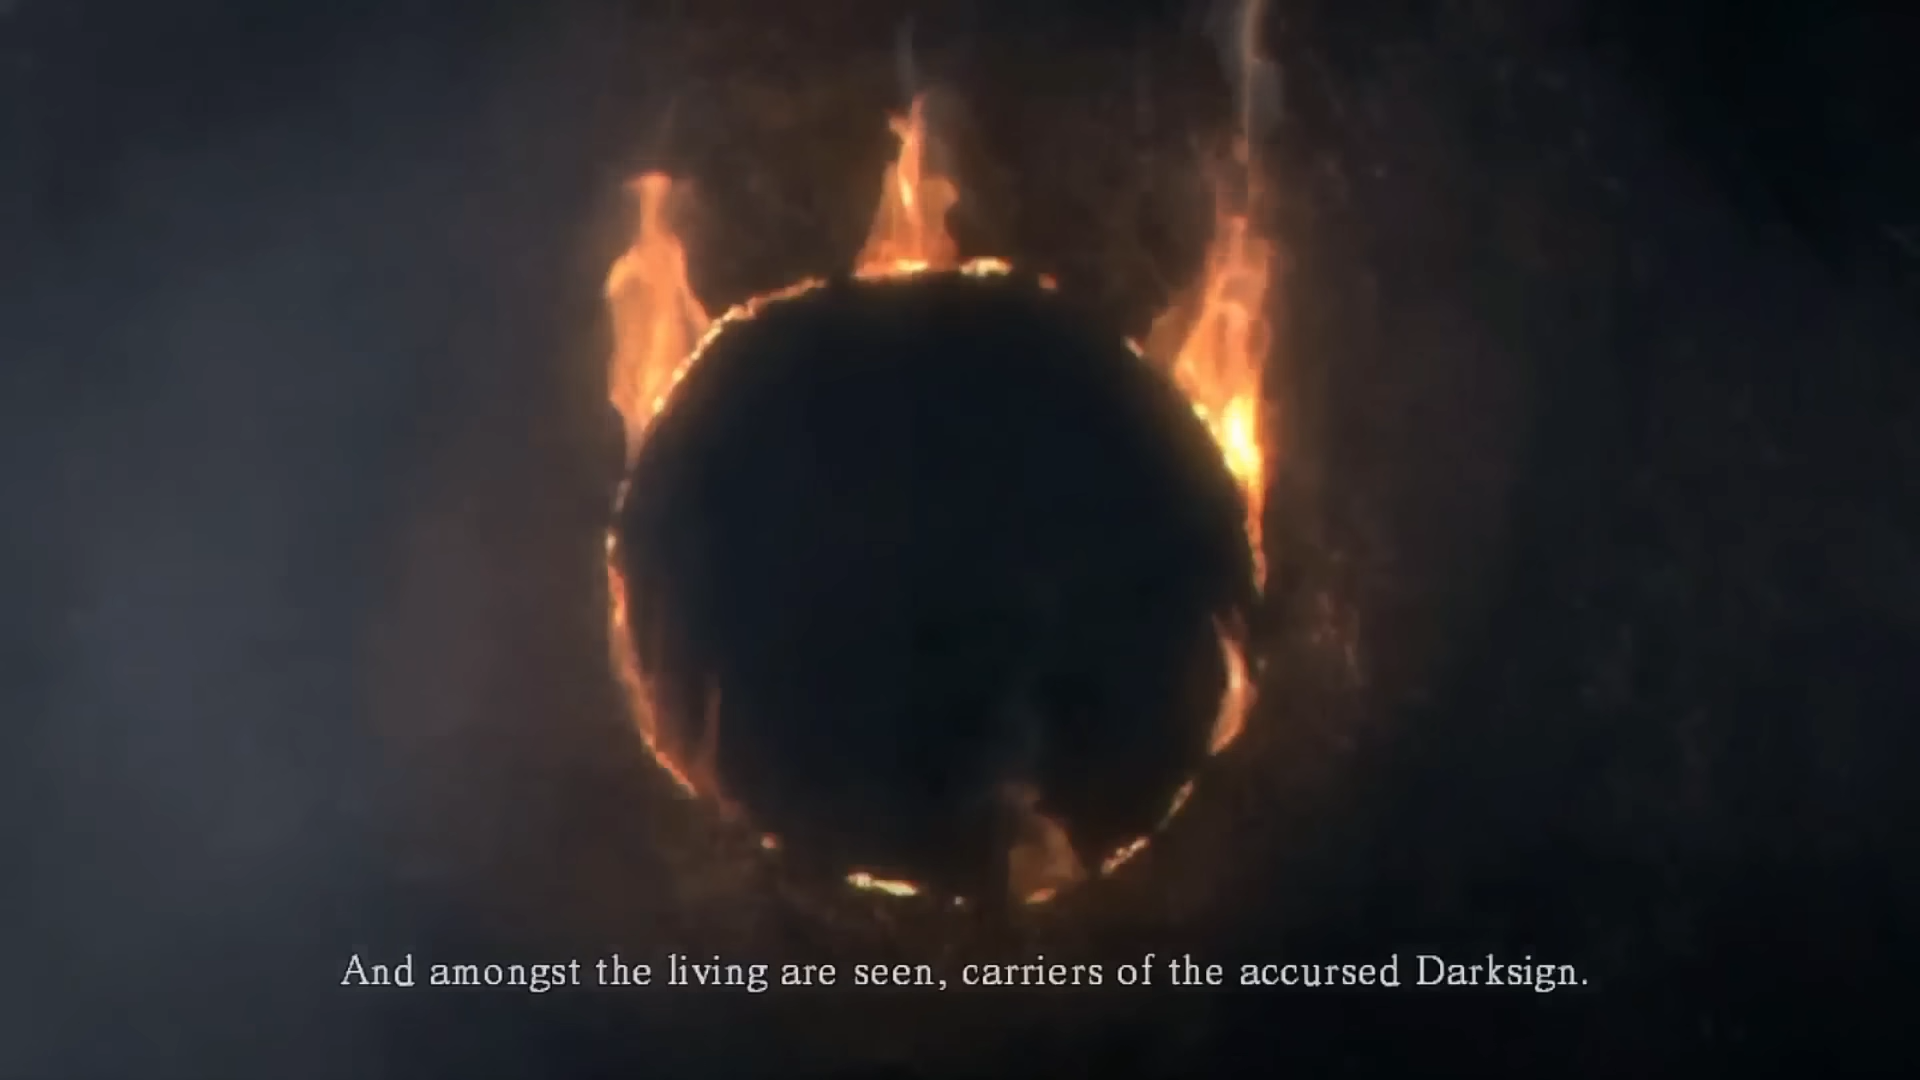 And amongst the living are seen, carriers of the accursed Darksign.